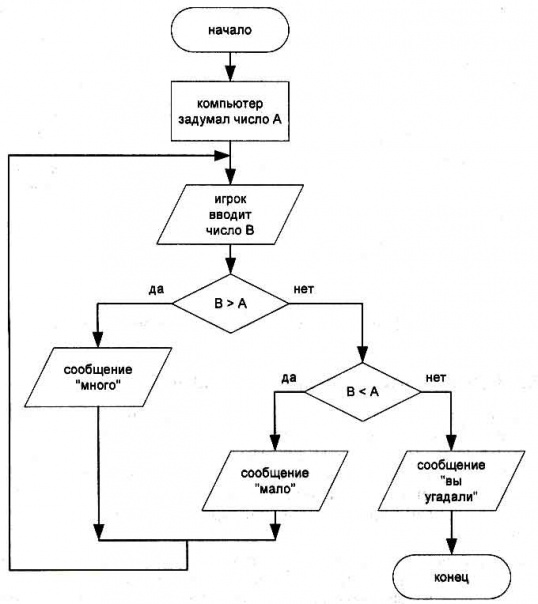 начало
компьютер
задумал число A
игрок
вводит
число B
да
B > A
нет
сообщение
"много"
да
B < A
нет
сообщение
"мало"
сообщение
"вы
угадали"
конец